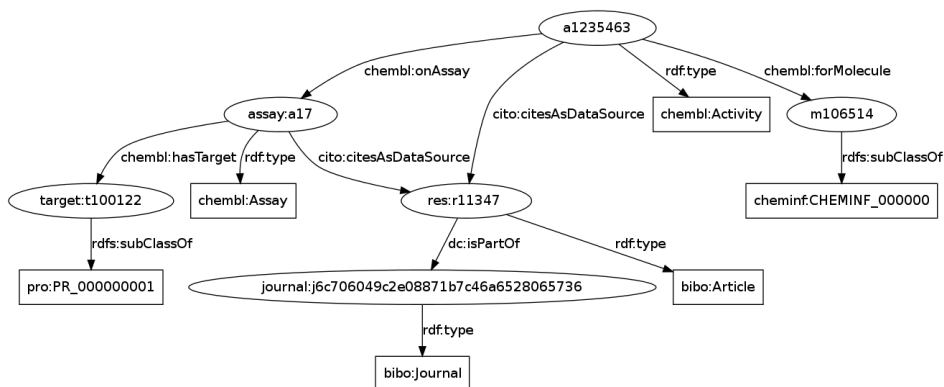 a1235463
chembl:onAssay
rdf:type
chembl:forMolecule
assay:a17
cito:citesAsDataSource
chembl:Activity
m106514
chembl:hasTarget
rdf:type
cito:citesAsDataSource
rdfs:subClassOf
target:t100122
chembl:Assay
res:r11347
cheminf:CHEMINF_000000
rdfs:subClassOf
dc:isPartOf
rdf:type
pro:PR_000000001
journal:j6c706049c2e08871b7c46a6528065736
bibo:Article
rdf:type
bibo:Journal